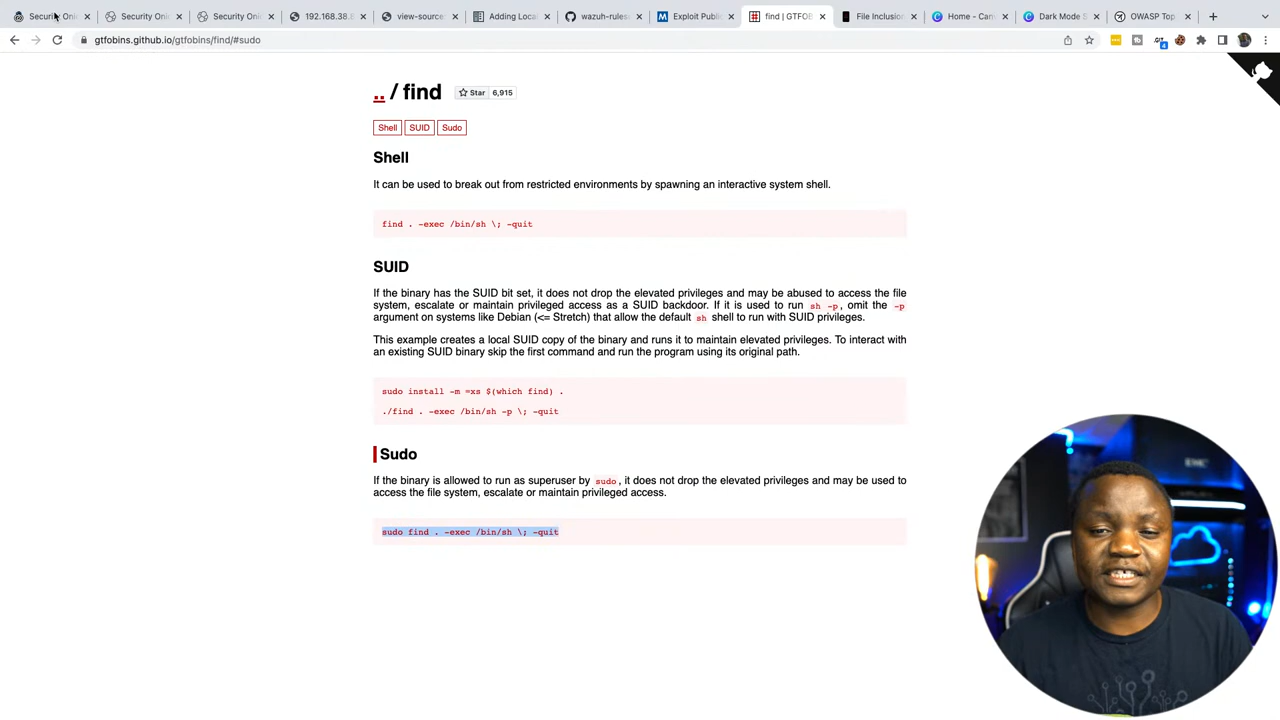 Security Oni
Security Oni
Security Oni
192.168.38.8
view-source:
Adding Loca
wazuh-rules
Exploit Public
find | GTFOB
File Inclusion
Home - Can
Dark Mode S
OWASP Top
gtfobins.github.io/gtfobins/find/#sudo
4
.. / find
Star 6,915
Shell SUID Sudo
Shell
It can be used to break out from restricted environments by spawning an interactive system shell.
find . -exec /bin/sh \; -quit
SUID
If the binary has the SUID bit set, it does not drop the elevated privileges and may be abused to access the file
system, escalate or maintain privileged access as a SUID backdoor. If it is used to run sh -p, omit the -p
argument on systems like Debian (<= Stretch) that allow the default sh shell to run with SUID privileges.
This example creates a local SUID copy of the binary and runs it to maintain elevated privileges. To interact with
an existing SUID binary skip the first command and run the program using its original path.
sudo install -m =xs $(which find) .
./find . -exec /bin/sh -p \; -quit
Sudo
If the binary is allowed to run as superuser by sudo, it does not drop the elevated privileges and may be used to
access the file system, escalate or maintain privileged access.
sudo find . -exec /bin/sh \; -quit
EMC